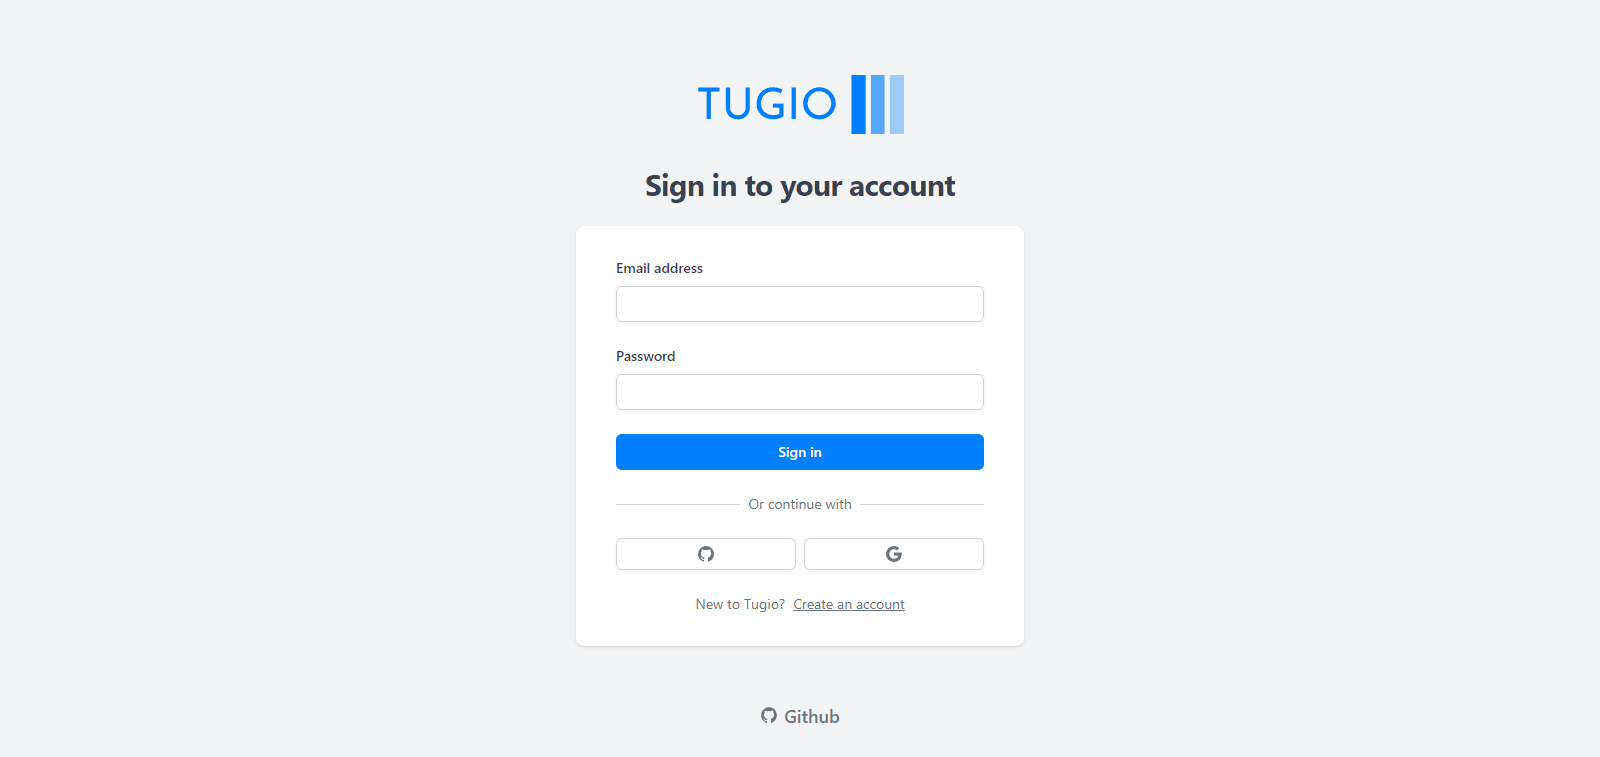 TUGIO
Sign in to your account
Email address
Password
Sign in
Or continue with
New to Tugio? Create an account
Github